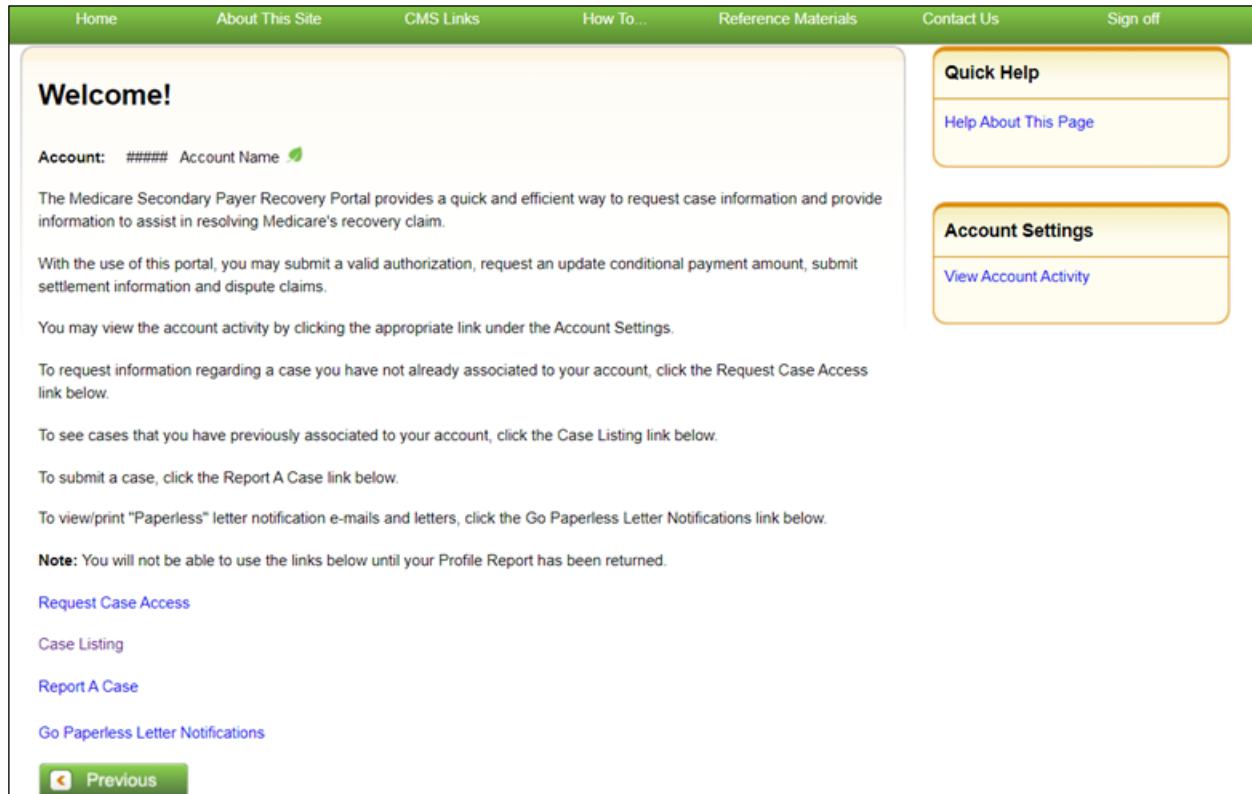 Home About This Site CMS Links How To... Reference Materials Contact Us Sign off
Welcome!
Account: ##### Account Name
The Medicare Secondary Payer Recovery Portal provides a quick and efficient way to request case information and provide
information to assist in resolving Medicare's recovery claim.
With the use of this portal, you may submit a valid authorization, request an update conditional payment amount, submit
settlement information and dispute claims.
You may view the account activity by clicking the appropriate link under the Account Settings.
To request information regarding a case you have not already associated to your account, click the Request Case Access
link below.
To see cases that you have previously associated to your account, click the Case Listing link below.
To submit a case, click the Report A Case link below.
To view/print "Paperless" letter notification e-mails and letters, click the Go Paperless Letter Notifications link below.
Note: You will not be able to use the links below until your Profile Report has been returned.
Request Case Access
Case Listing
Report A Case
Go Paperless Letter Notifications
Previous
Quick Help
Help About This Page
Account Settings
View Account Activity